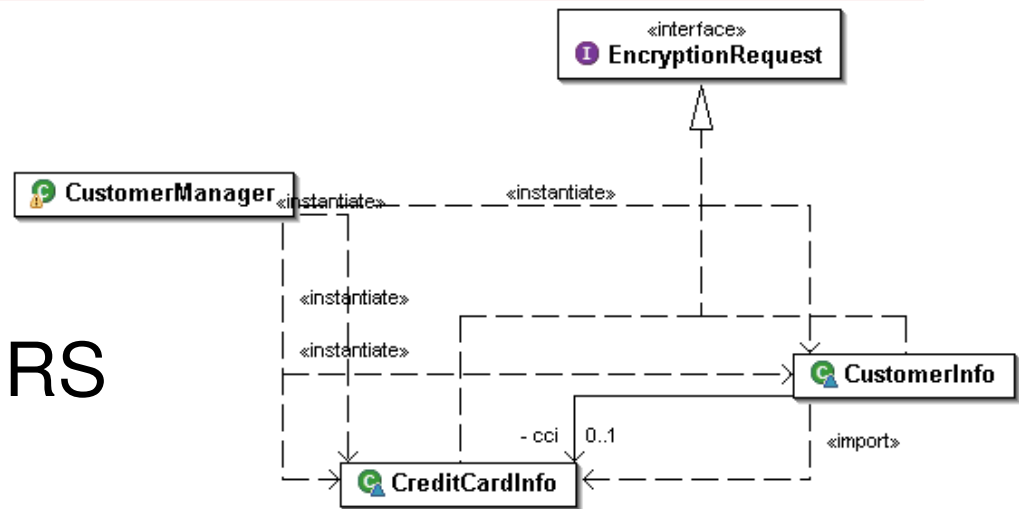 «interface»
I EncryptionRequest
C CustomerManager
«instantiate»
«instantiate»
«instantiate»
«instantiate»
RS
C CustomerInfo
- cci 0..1
«import»
C CreditCardInfo